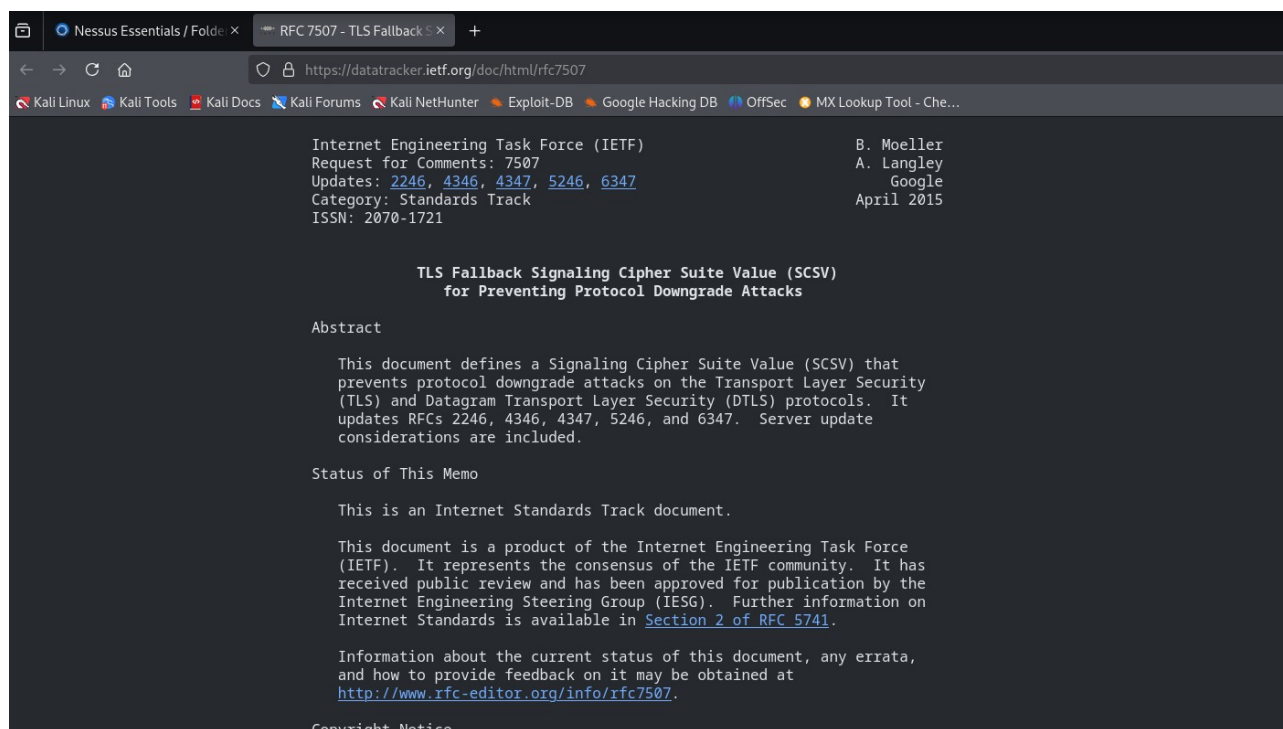 Nessus Essentials / Folde
RFC 7507 - TLS Fallback S
https://datatracker.ietf.org/doc/html/rfc7507
Kali Linux Kali Tools Kali Docs Kali Forums Kali NetHunter Exploit-DB Google Hacking DB OffSec MX Lookup Tool - Che...
Internet Engineering Task Force (IETF) B. Moeller
Request for Comments: 7507 A. Langley
Updates: 2246, 4346, 4347, 5246, 6347 Google
Category: Standards Track April 2015
ISSN: 2070-1721
TLS Fallback Signaling Cipher Suite Value (SCSV)
for Preventing Protocol Downgrade Attacks
Abstract
This document defines a Signaling Cipher Suite Value (SCSV) that
prevents protocol downgrade attacks on the Transport Layer Security
(TLS) and Datagram Transport Layer Security (DTLS) protocols. It
updates RFCs 2246, 4346, 4347, 5246, and 6347. Server update
considerations are included.
Status of This Memo
This is an Internet Standards Track document.
This document is a product of the Internet Engineering Task Force
(IETF). It represents the consensus of the IETF community. It has
received public review and has been approved for publication by the
Internet Engineering Steering Group (IESG). Further information on
Internet Standards is available in Section 2 of RFC 5741.
Information about the current status of this document, any errata,
and how to provide feedback on it may be obtained at
http://www.rfc-editor.org/info/rfc7507.
Copyright Notice